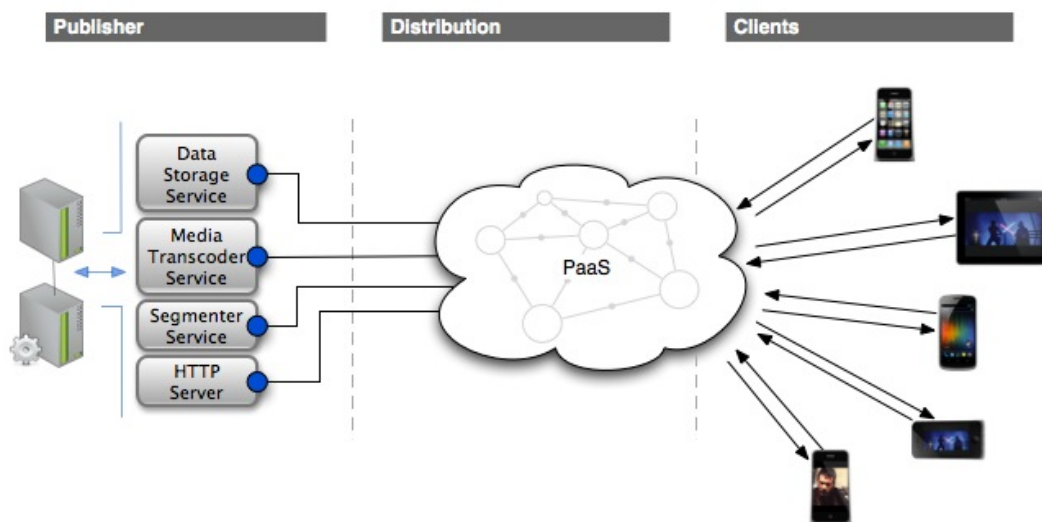 Publisher
Distribution
Clients
Data
Storage
Service
Media
Transcoder
Service
Segmenter
Service
HTTP
Server
PaaS